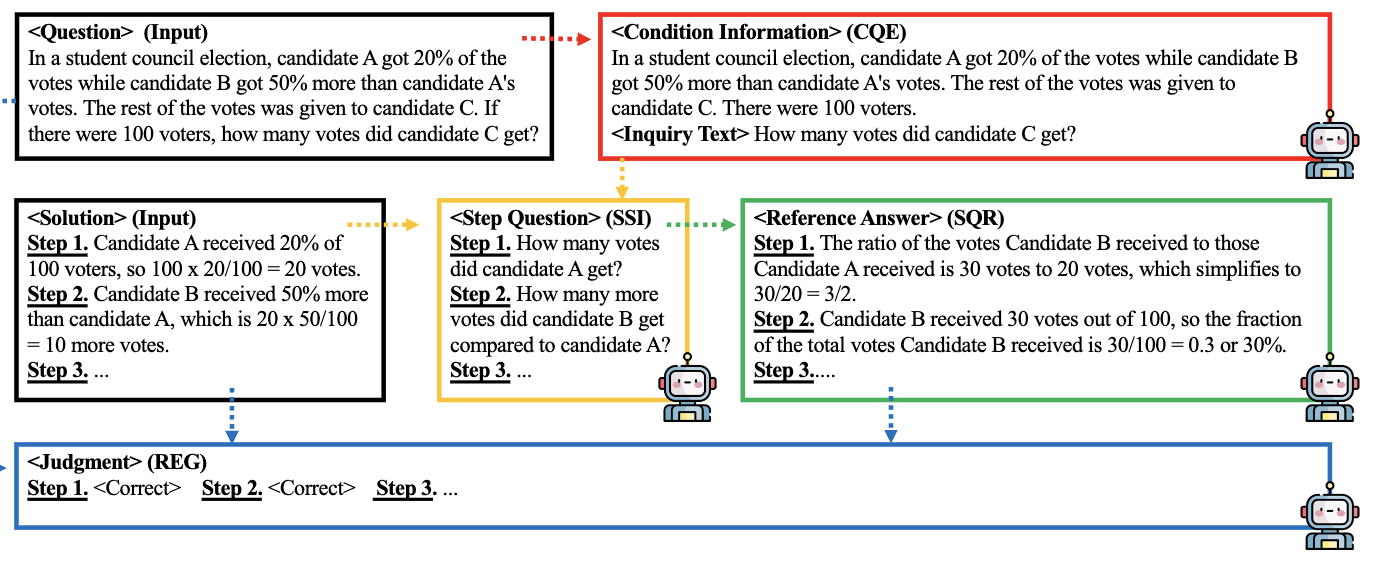 <Question> (Input)
In a student council election, candidate A got 20% of the
votes while candidate B got 50% more than candidate A's
votes. The rest of the votes was given to candidate C. If
there were 100 voters, how many votes did candidate C get?
<Condition Information> (CQE)
In a student council election, candidate A got 20% of the votes while candidate B
got 50% more than candidate A's votes. The rest of the votes was given to
candidate C. There were 100 voters.
<Inquiry Text> How many votes did candidate C get?
<Solution> (Input)
Step 1. Candidate A received 20% of
100 voters, so 100 x 20/100 = 20 votes.
Step 2. Candidate B received 50% more
than candidate A, which is 20 x 50/100
= 10 more votes.
Step 3. ...
<Step Question> (SSI)
Step 1. How many votes
did candidate A get?
Step 2. How many more
votes did candidate B get
compared to candidate A?
Step 3. ...
<Reference Answer> (SQR)
Step 1. The ratio of the votes Candidate B received to those
Candidate A received is 30 votes to 20 votes, which simplifies to
30/20 = 3/2.
Step 2. Candidate B received 30 votes out of 100, so the fraction
of the total votes Candidate B received is 30/100 = 0.3 or 30%.
Step 3.....
<Judgment> (REG)
Step 1. <Correct> Step 2. <Correct> Step 3. ...